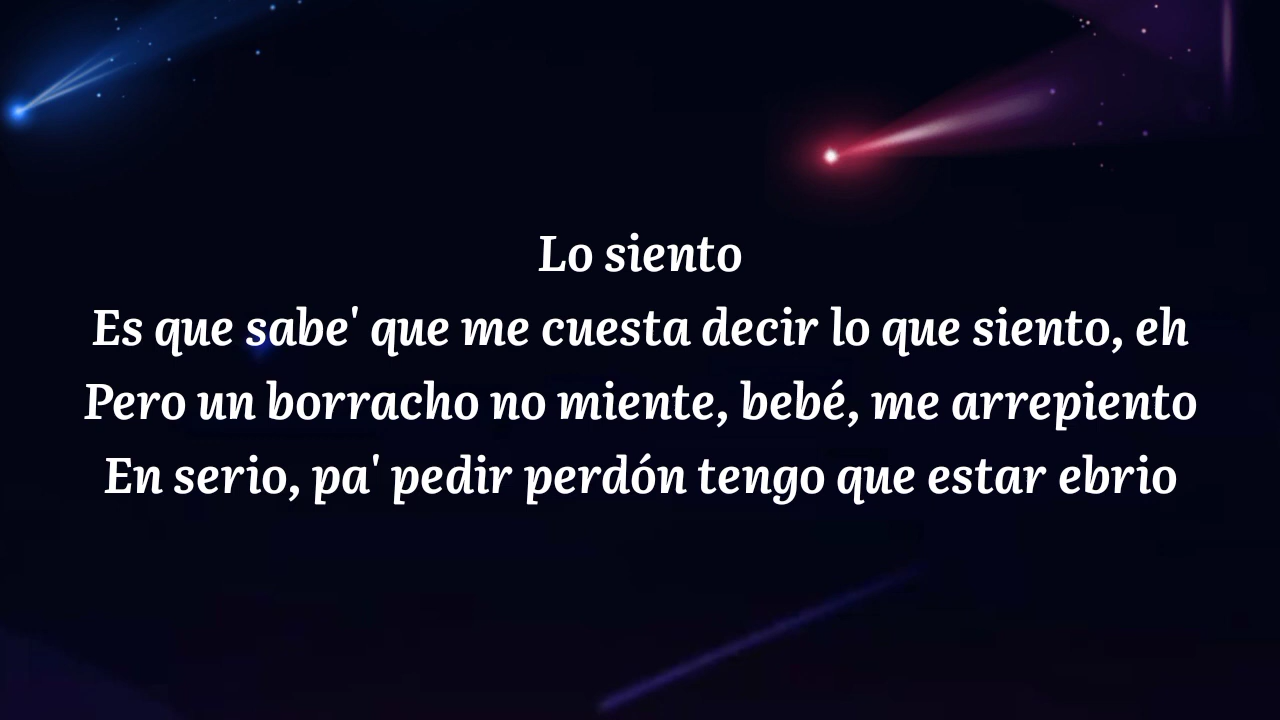 Lo siento
Es que sabe' que me cuesta decir lo que siento, eh
Pero un borracho no miente, bebé, me arrepiento
En serio, pa' pedir perdón tengo que estar ebrio